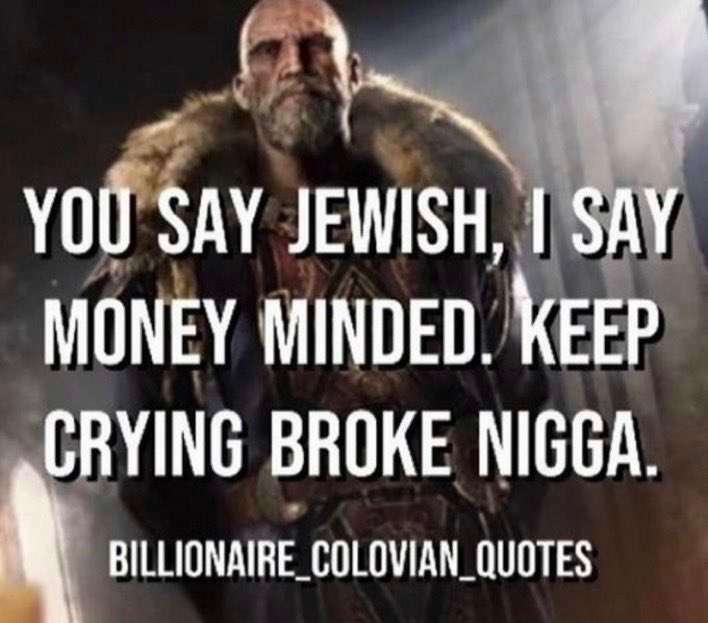 YOU SAY JEWISH, I SAY
MONEY MINDED. KEEP
CRYING BROKE NIGGA.
BILLIONAIRE_COLOVIAN_QUOTES